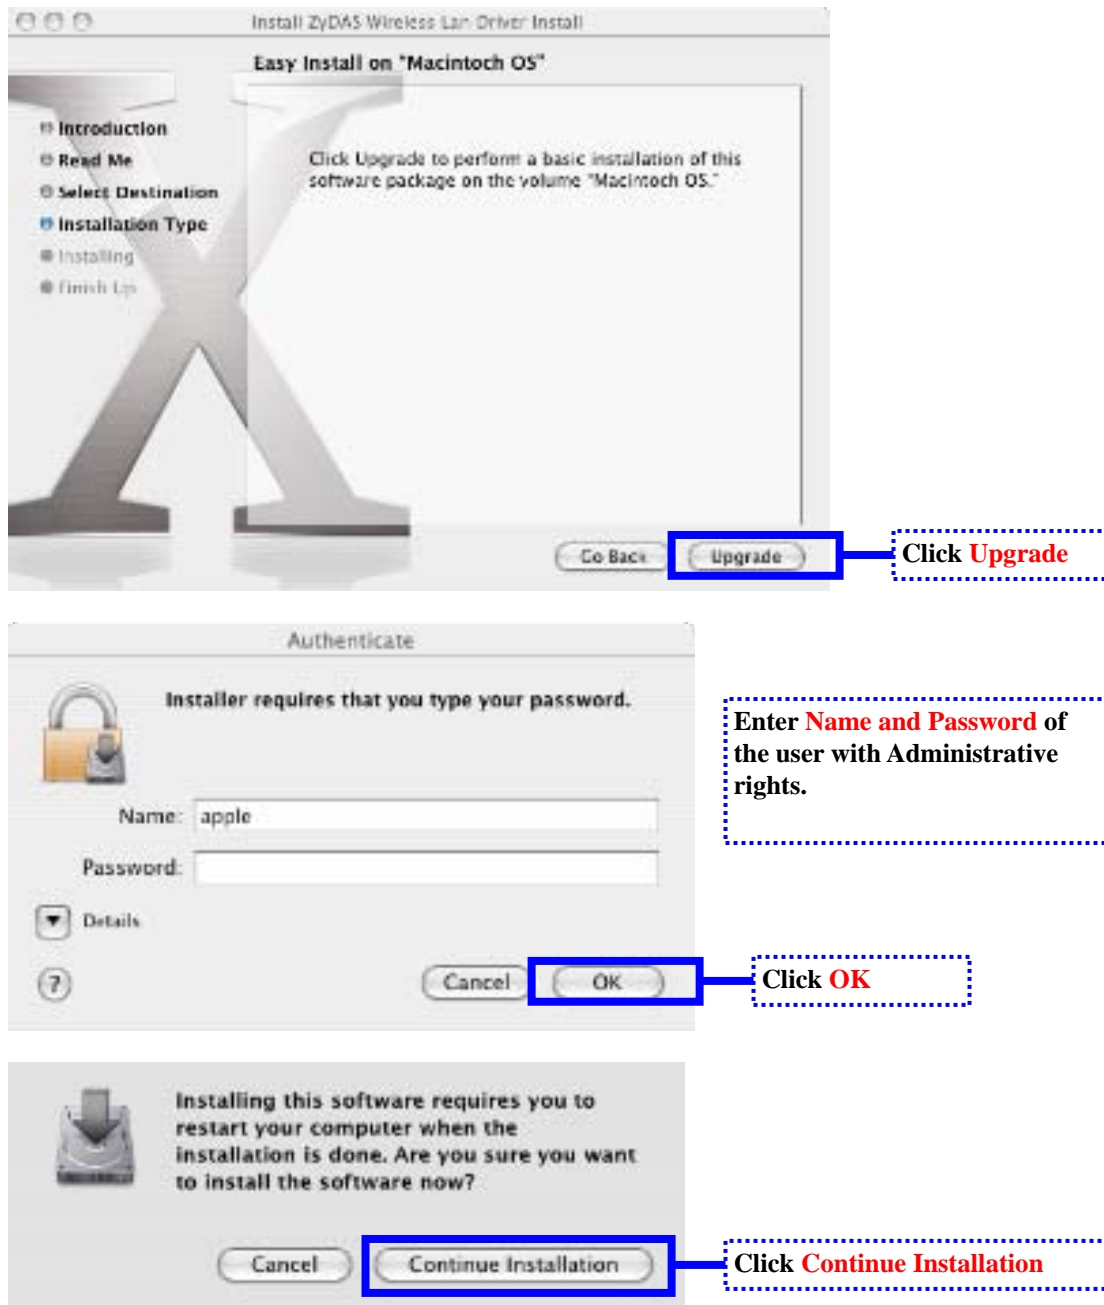 Install ZyDAS Wireless Lan Driver Install
Easy Install on "Macintoch OS"
Introduction
Read Me
Select Destination
Installation Type
Installing
Finish Up
Click Upgrade to perform a basic installation of this
software package on the volume "Macintoch OS."
Go Back
Upgrade
Click Upgrade
Authenticate
Installer requires that you type your password.
Enter Name and Password of
the user with Administrative
rights.
Name: apple
Password:
Details
?
Cancel
OK
Click OK
Installing this software requires you to
restart your computer when the
installation is done. Are you sure you want
to install the software now?
Cancel
Continue Installation
Click Continue Installation